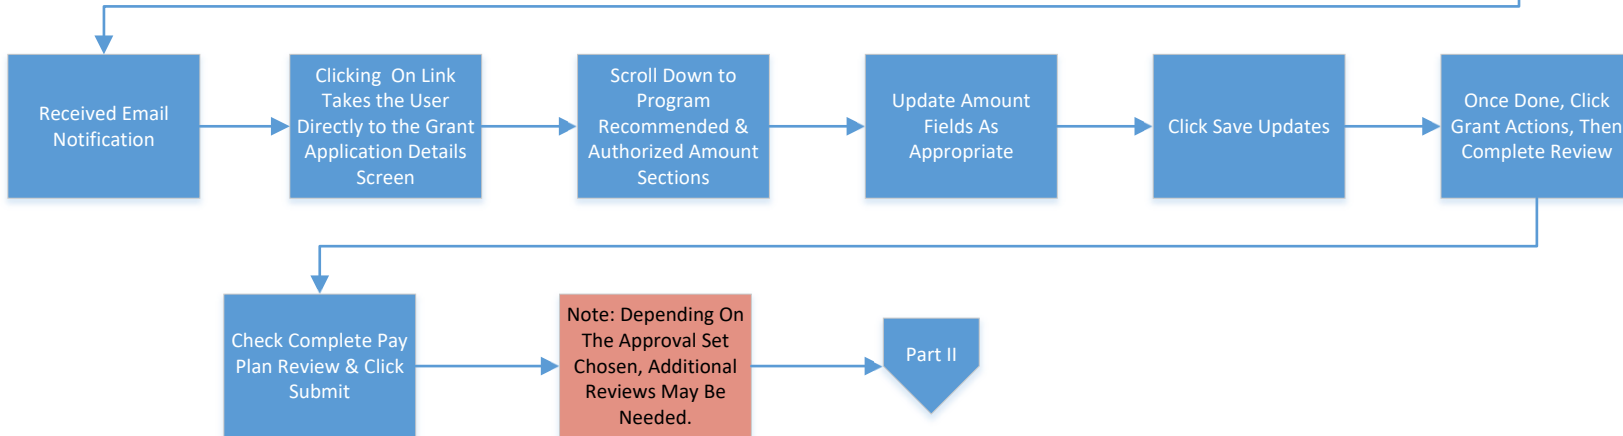 Received Email
Notification
Clicking On Link
Takes the User
Directly to the Grant
Application Details
Screen
Scroll Down to
Program
Recommended &
Authorized Amount
Sections
Update Amount
Fields As
Appropriate
Click Save Updates
Once Done, Click
Grant Actions, Then
Complete Review
Check Complete Pay
Plan Review & Click
Submit
Note: Depending On
The Approval Set
Chosen, Additional
Reviews May Be
Needed.
Part II